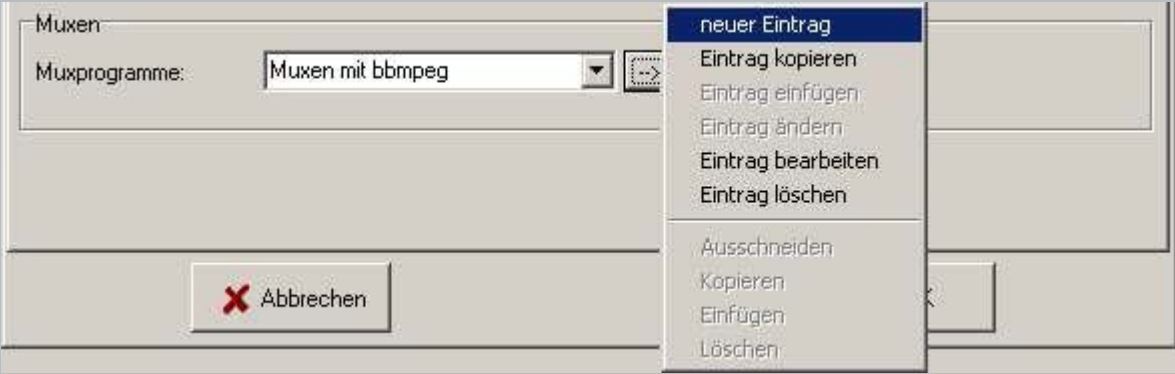 Muxen
Muxprogramme:
Muxen mit bbmpeg
-->
neuer Eintrag
Eintrag kopieren
Eintrag einfügen
Eintrag ändern
Eintrag bearbeiten
Eintrag löschen
Ausschneiden
Kopieren
Einfügen
Löschen
Abbrechen